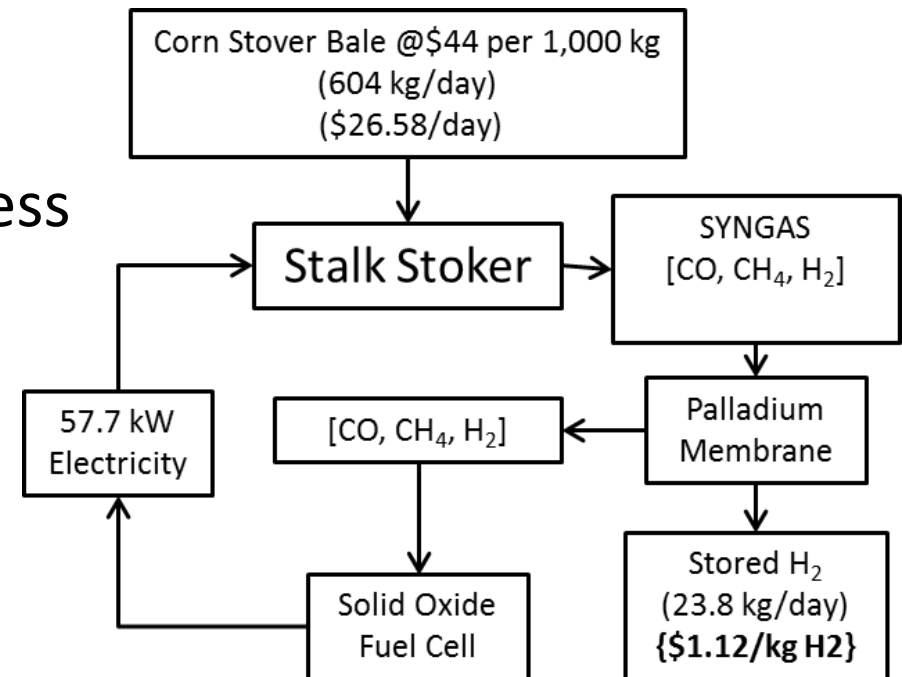 Corn Stover Bale @$44 per 1,000 kg
(604 kg/day)
($26.58/day)
ess
Stalk Stoker
SYNGAS
[CO, CH₄, H₂]
Palladium
Membrane
[CO, CH₄, H₂]
57.7 kW
Electricity
Solid Oxide
Fuel Cell
Stored H₂
(23.8 kg/day)
{$1.12/kg H2}